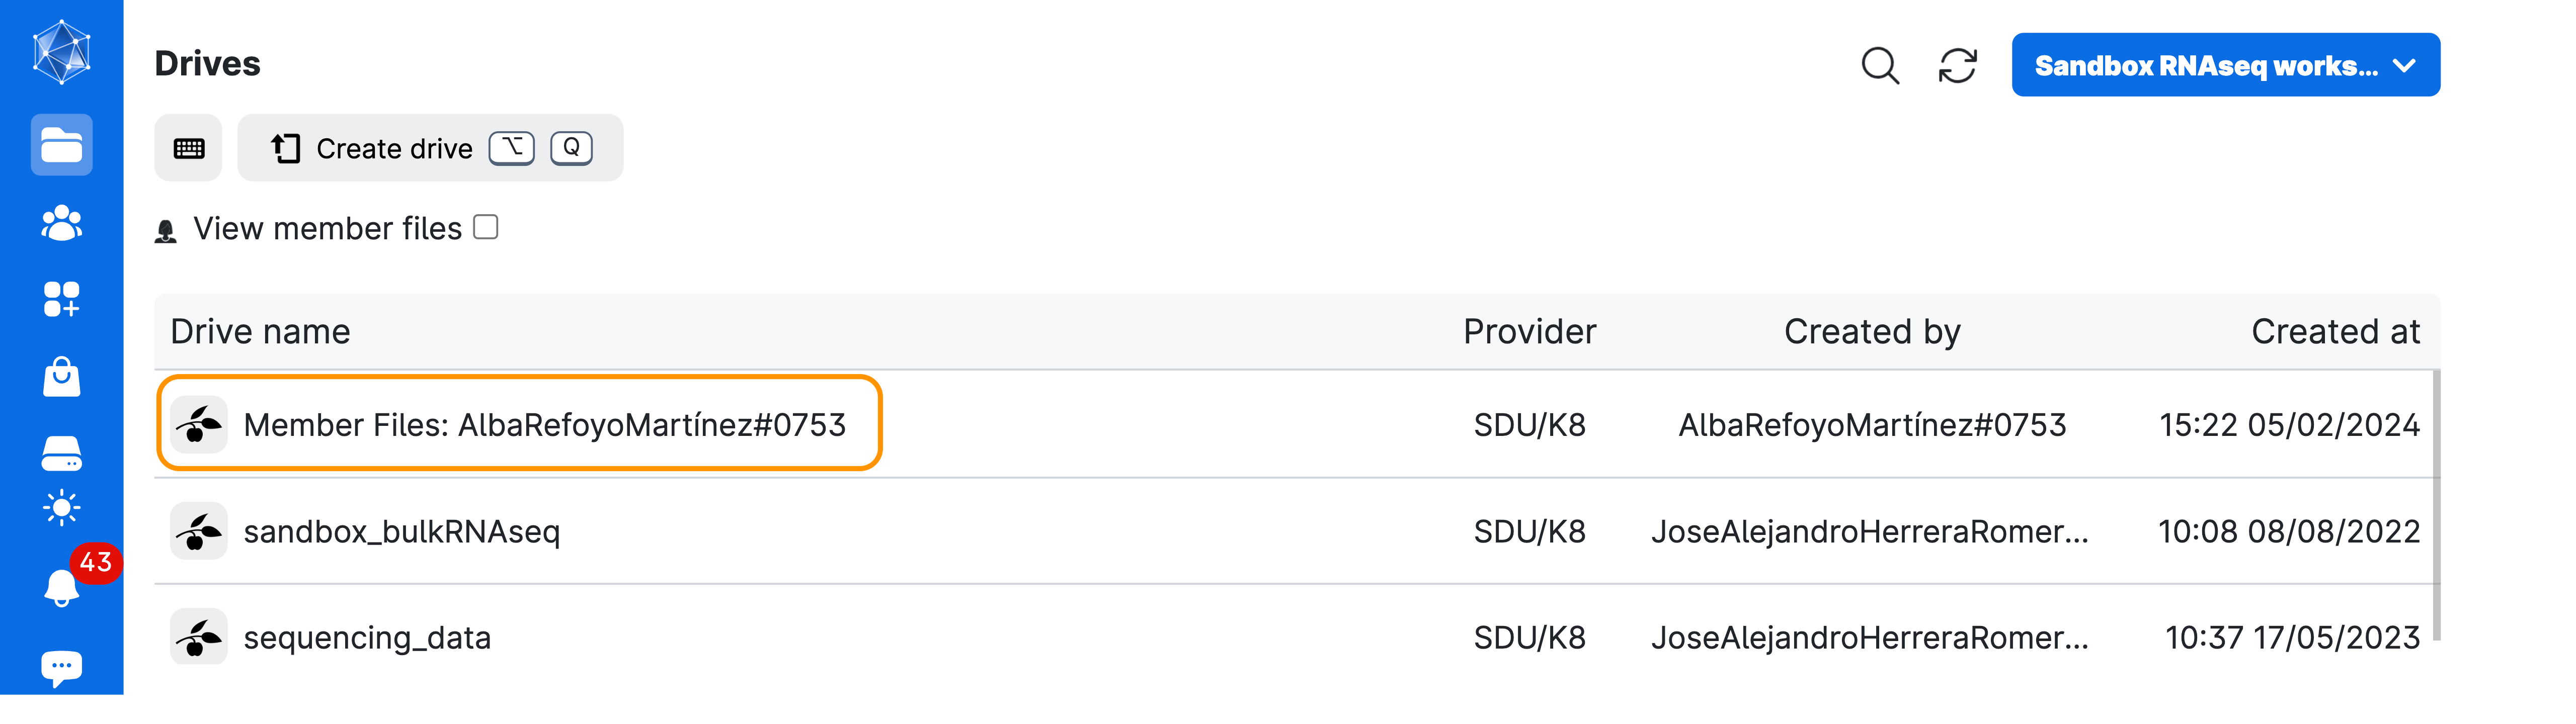 Drives
Sandbox RNAseq works...
Create drive ⌥ Q
View member files
Drive name Provider Created by Created at
Member Files: AlbaRefoyoMartínez#0753 SDU/K8 AlbaRefoyoMartínez#0753 15:22 05/02/2024
sandbox_bulkRNAseq SDU/K8 JoseAlejandroHerreraRomer... 10:08 08/08/2022
43
sequencing_data SDU/K8 JoseAlejandroHerreraRomer... 10:37 17/05/2023